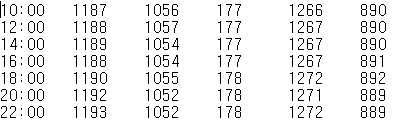 10:00 1187 1056 177 1266 890
12:00 1188 1057 177 1267 890
14:00 1189 1054 177 1267 890
16:00 1188 1054 177 1267 891
18:00 1190 1055 178 1272 892
20:00 1192 1052 178 1271 889
22:00 1193 1052 178 1272 889